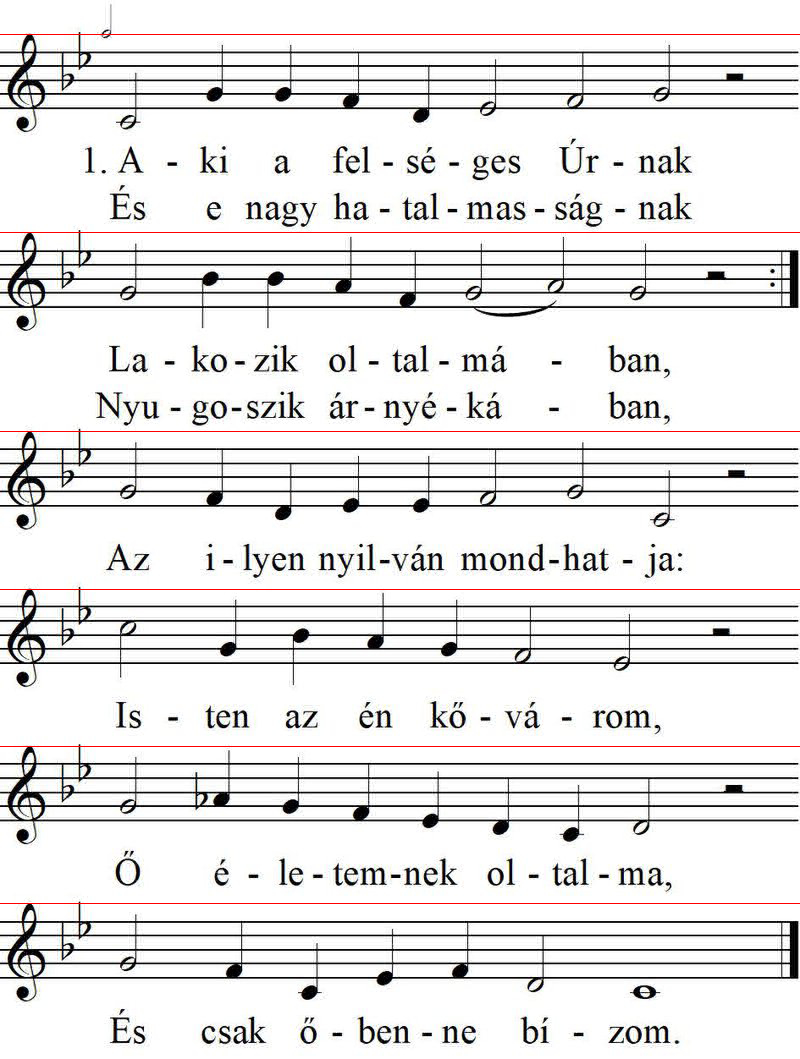 1. A - ki a fel - sé - ges Úr - nak
És e nagy ha - tal - mas - ság - nak
La - ko - zik ol - tal - má - ban,
Nyu - go - szik ár - nyé - ká - ban,
Az i - lyen nyil - ván mond - hat - ja:
Is - ten az én kő - vá - rom,
Ő é - le - tem - nek ol - tal - ma,
És csak ő - ben - ne bí - zom.